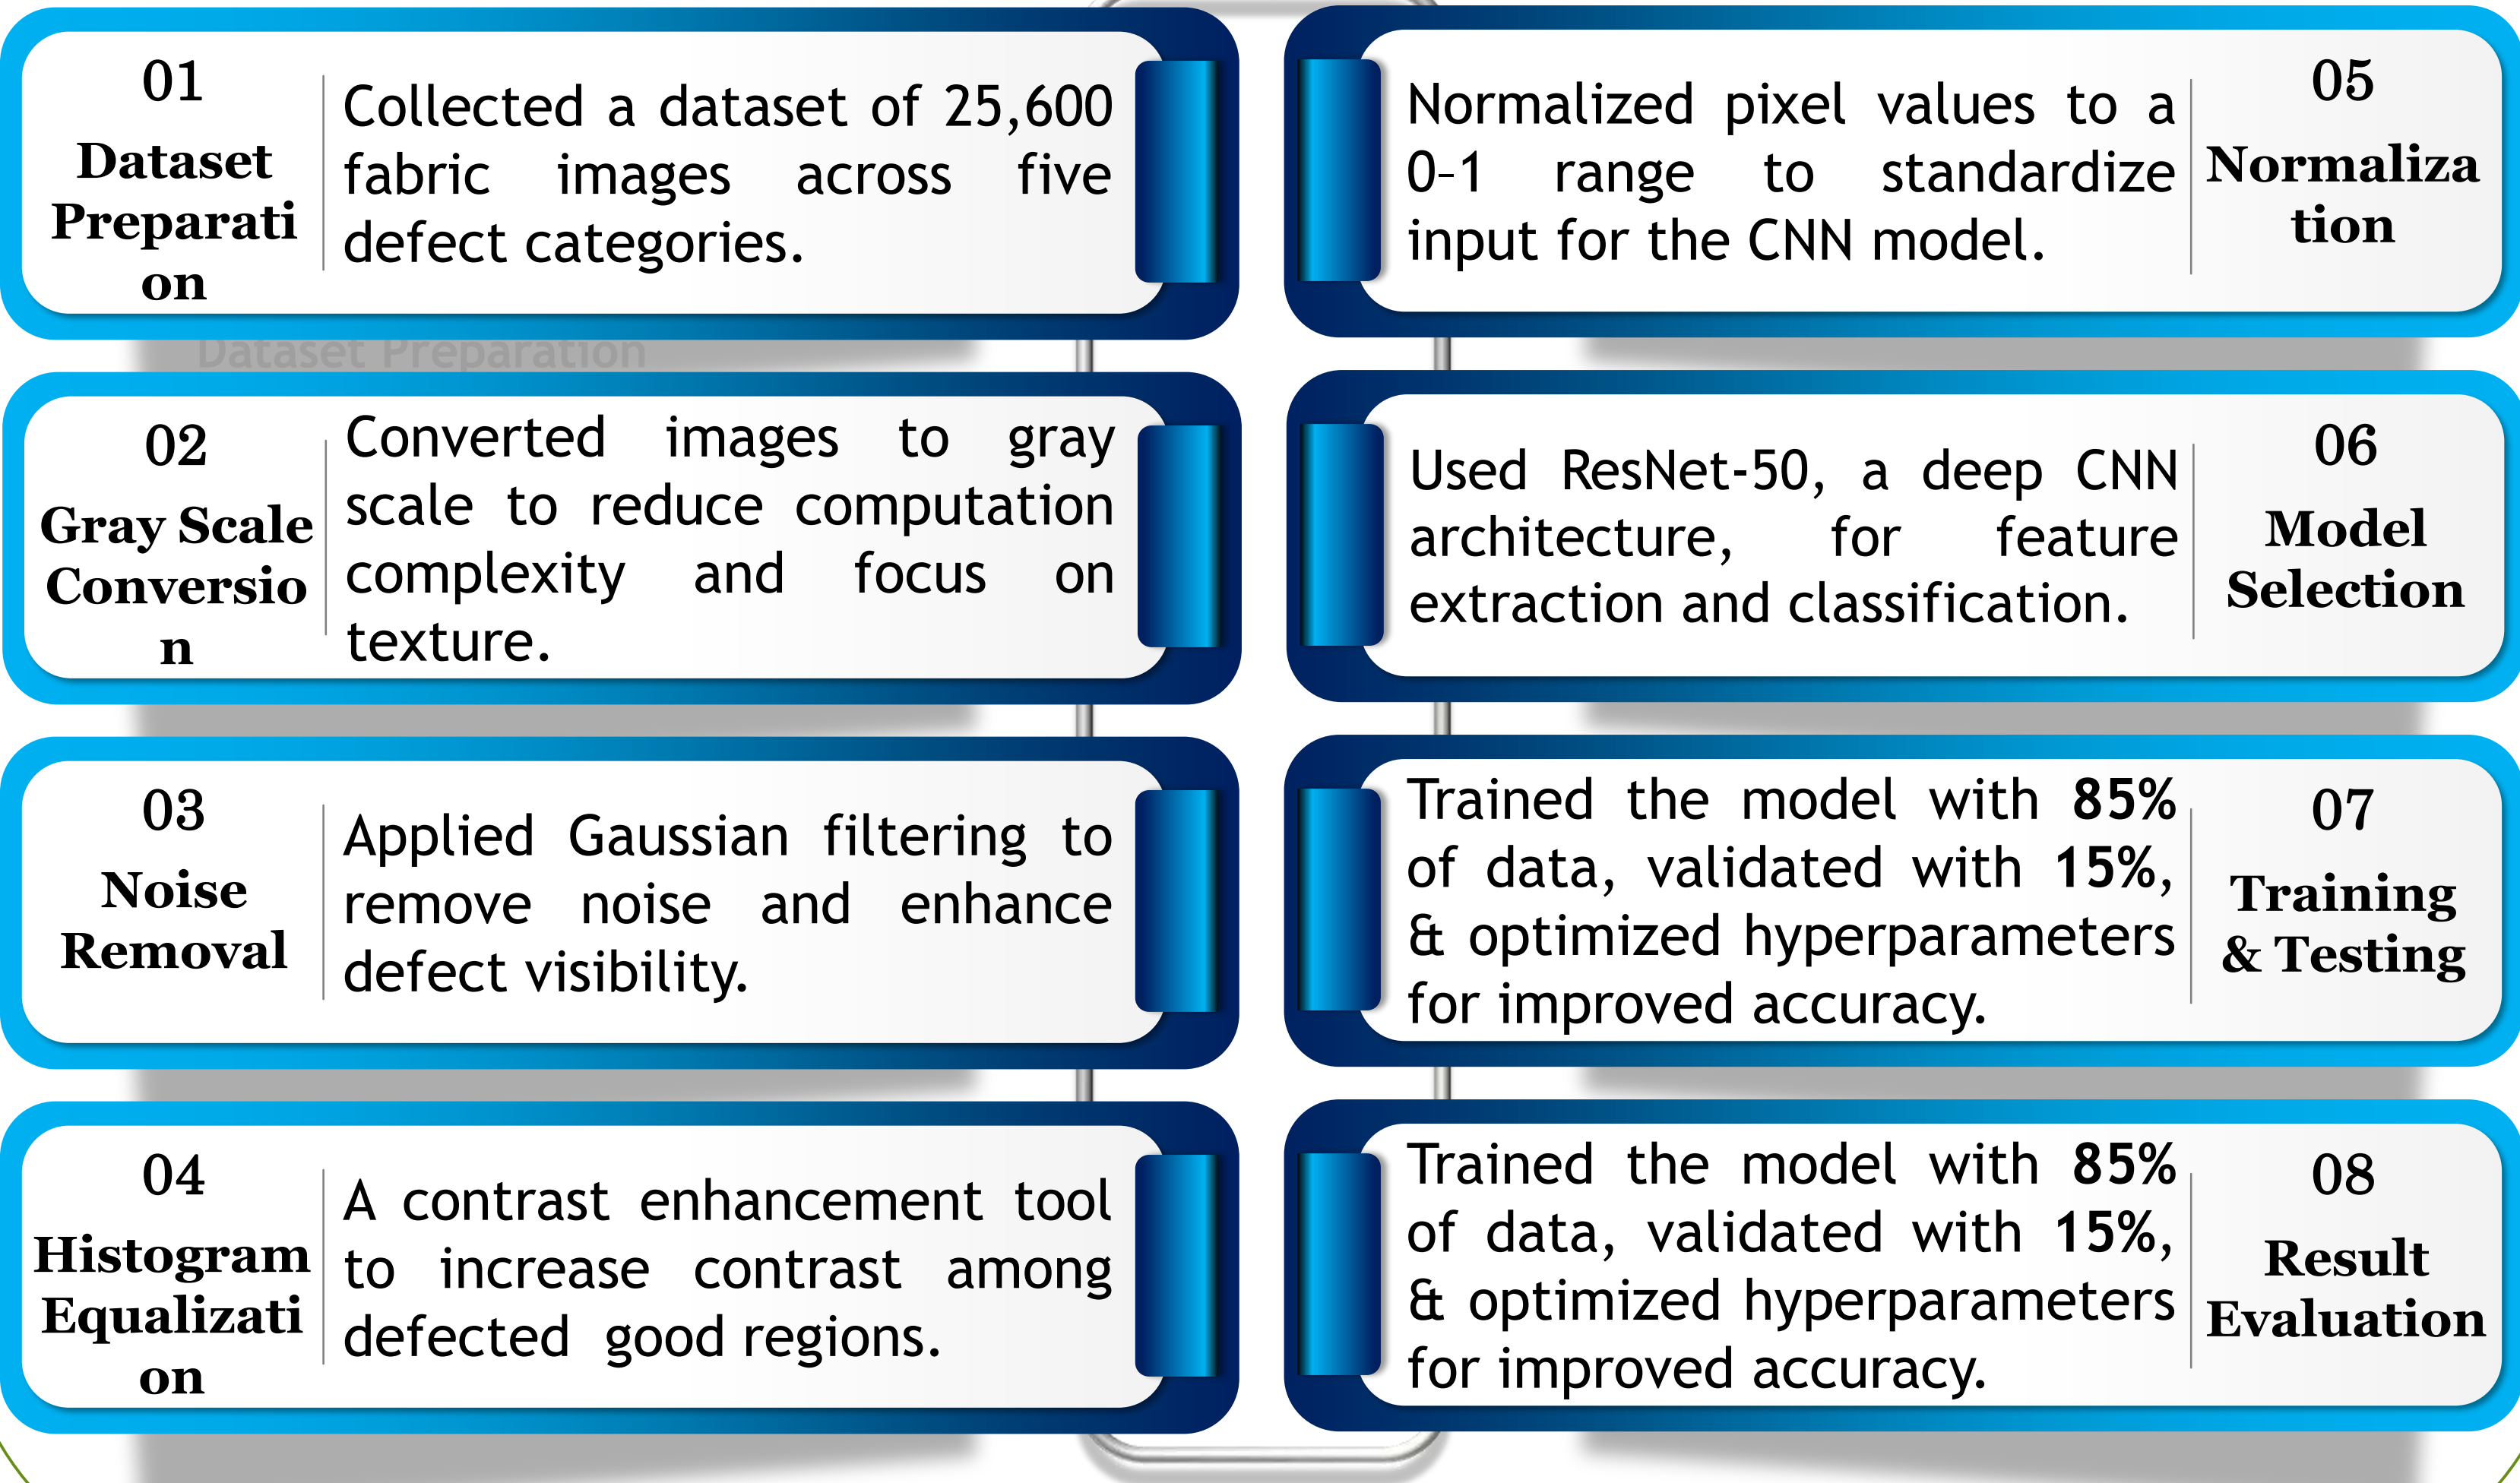 01
Dataset
Preparati
on
Collected a dataset of 25,600
fabric images across five
defect categories.
Dataset Preparation
02
Gray Scale
Conversio
n
Converted images to gray
scale to reduce computation
complexity and focus on
texture.
03
Noise
Removal
Applied Gaussian filtering to
remove noise and enhance
defect visibility.
04
Histogram
Equalizati
on
A contrast enhancement tool
to increase contrast among
defected good regions.
Normalized pixel values to a
0–1 range to standardize
input for the CNN model.
05
Normaliza
tion
Used ResNet-50, a deep CNN
architecture, for feature
extraction and classification.
06
Model
Selection
Trained the model with 85%
of data, validated with 15%,
& optimized hyperparameters
for improved accuracy.
07
Training
& Testing
Trained the model with 85%
of data, validated with 15%,
& optimized hyperparameters
for improved accuracy.
08
Result
Evaluation